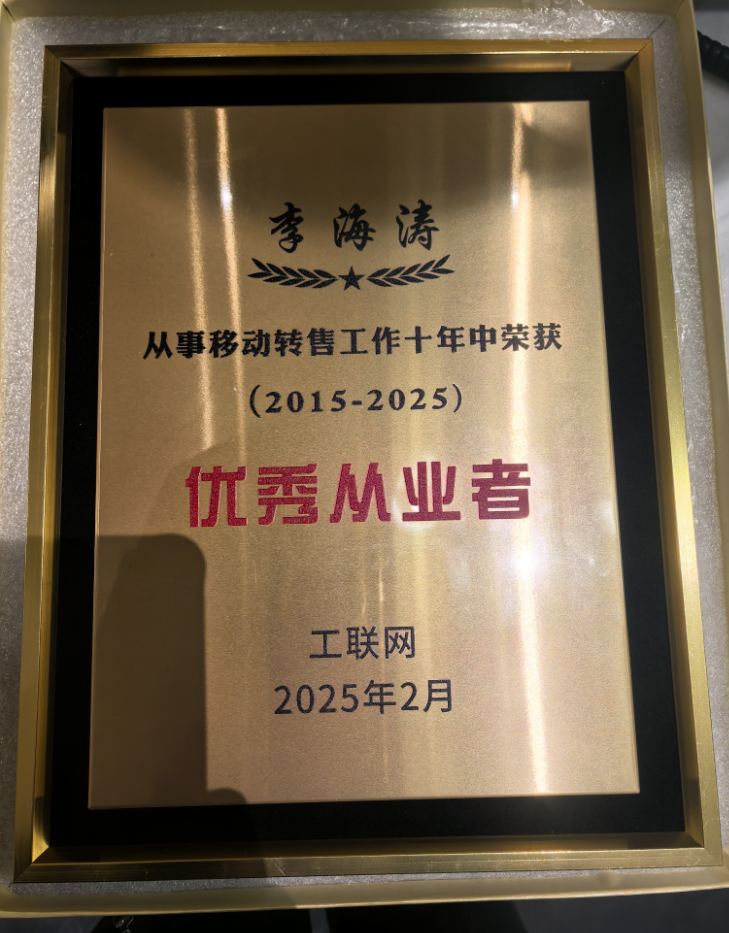 李海涛
从事移动转售工作十年中荣获
(2015-2025)
优秀从业者
工联网
2025年2月